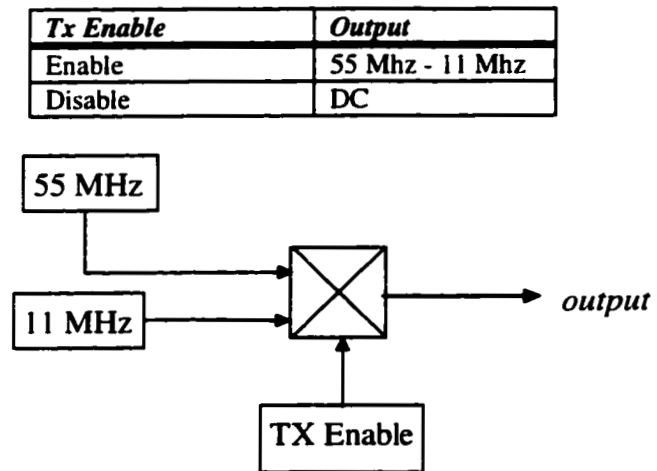 Tx Enable Output
Enable 55 Mhz - 11 Mhz
Disable DC
55 MHz
11 MHz
output
TX Enable